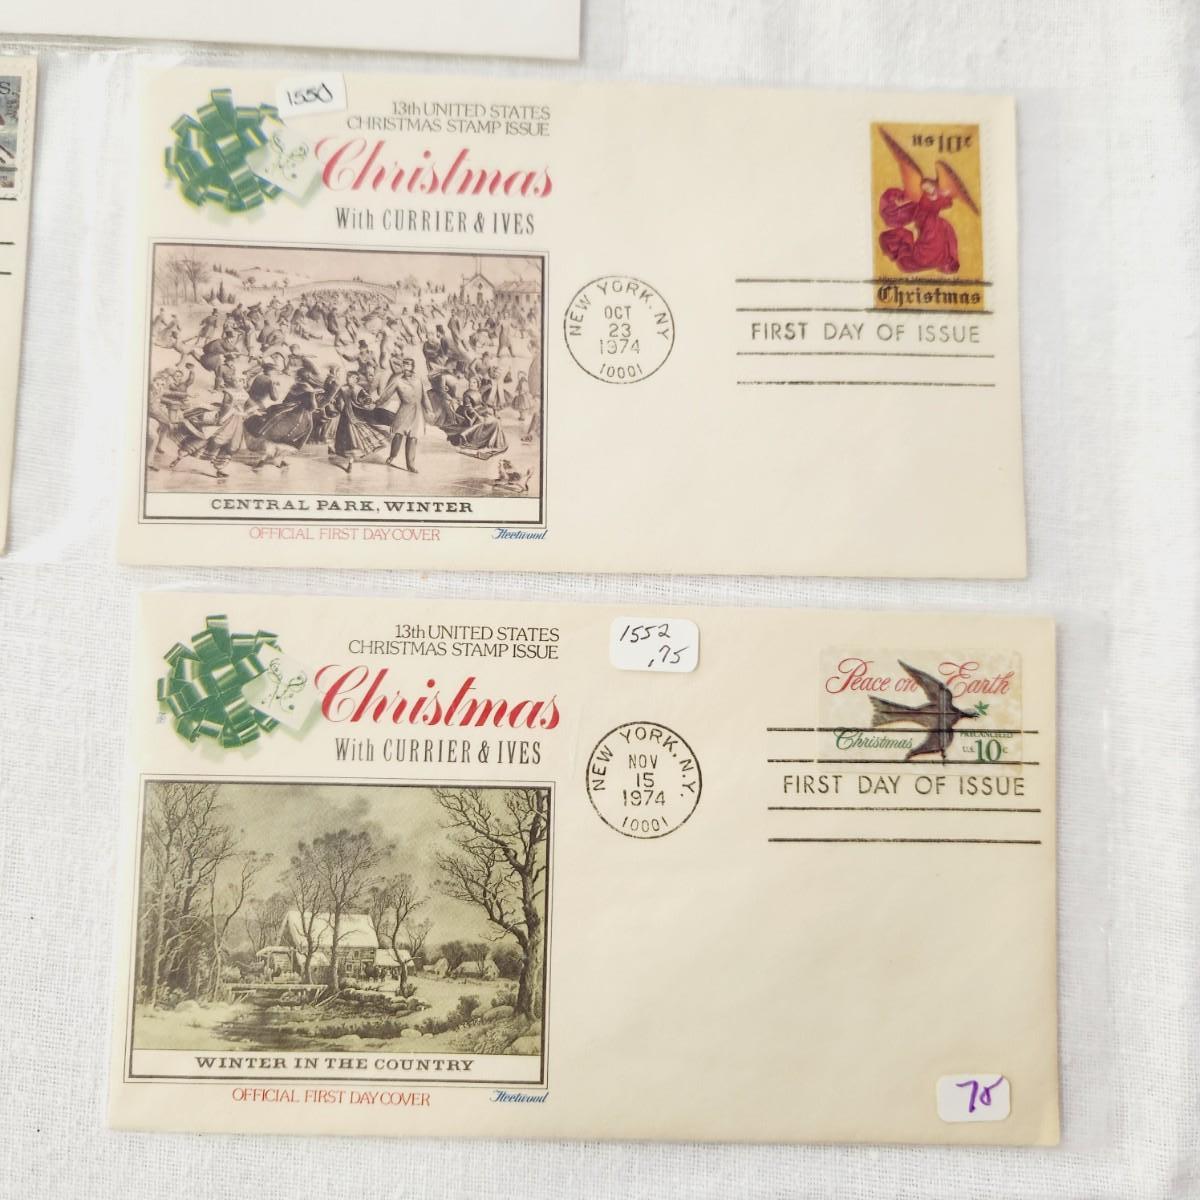 S.
1550
13th UNITED STATES
CHRISTMAS STAMP ISSUE
Christmas
With CURRIER & IVES
CENTRAL PARK, WINTER
OFFICIAL FIRST DAY COVER
Fleetwood
NEW YORK, NY
OCT
23
1974
10001
US 10c
Christmas
FIRST DAY OF ISSUE
13th UNITED STATES
CHRISTMAS STAMP ISSUE
Christmas
With CURRIER & IVES
WINTER IN THE COUNTRY
OFFICIAL FIRST DAY COVER
Fleetwood
1552
.75
NEW YORK, N.Y.
NOV
15
1974
10001
Peace on Earth
Christmas
PRECANCELED
U.S. 10c
FIRST DAY OF ISSUE
75